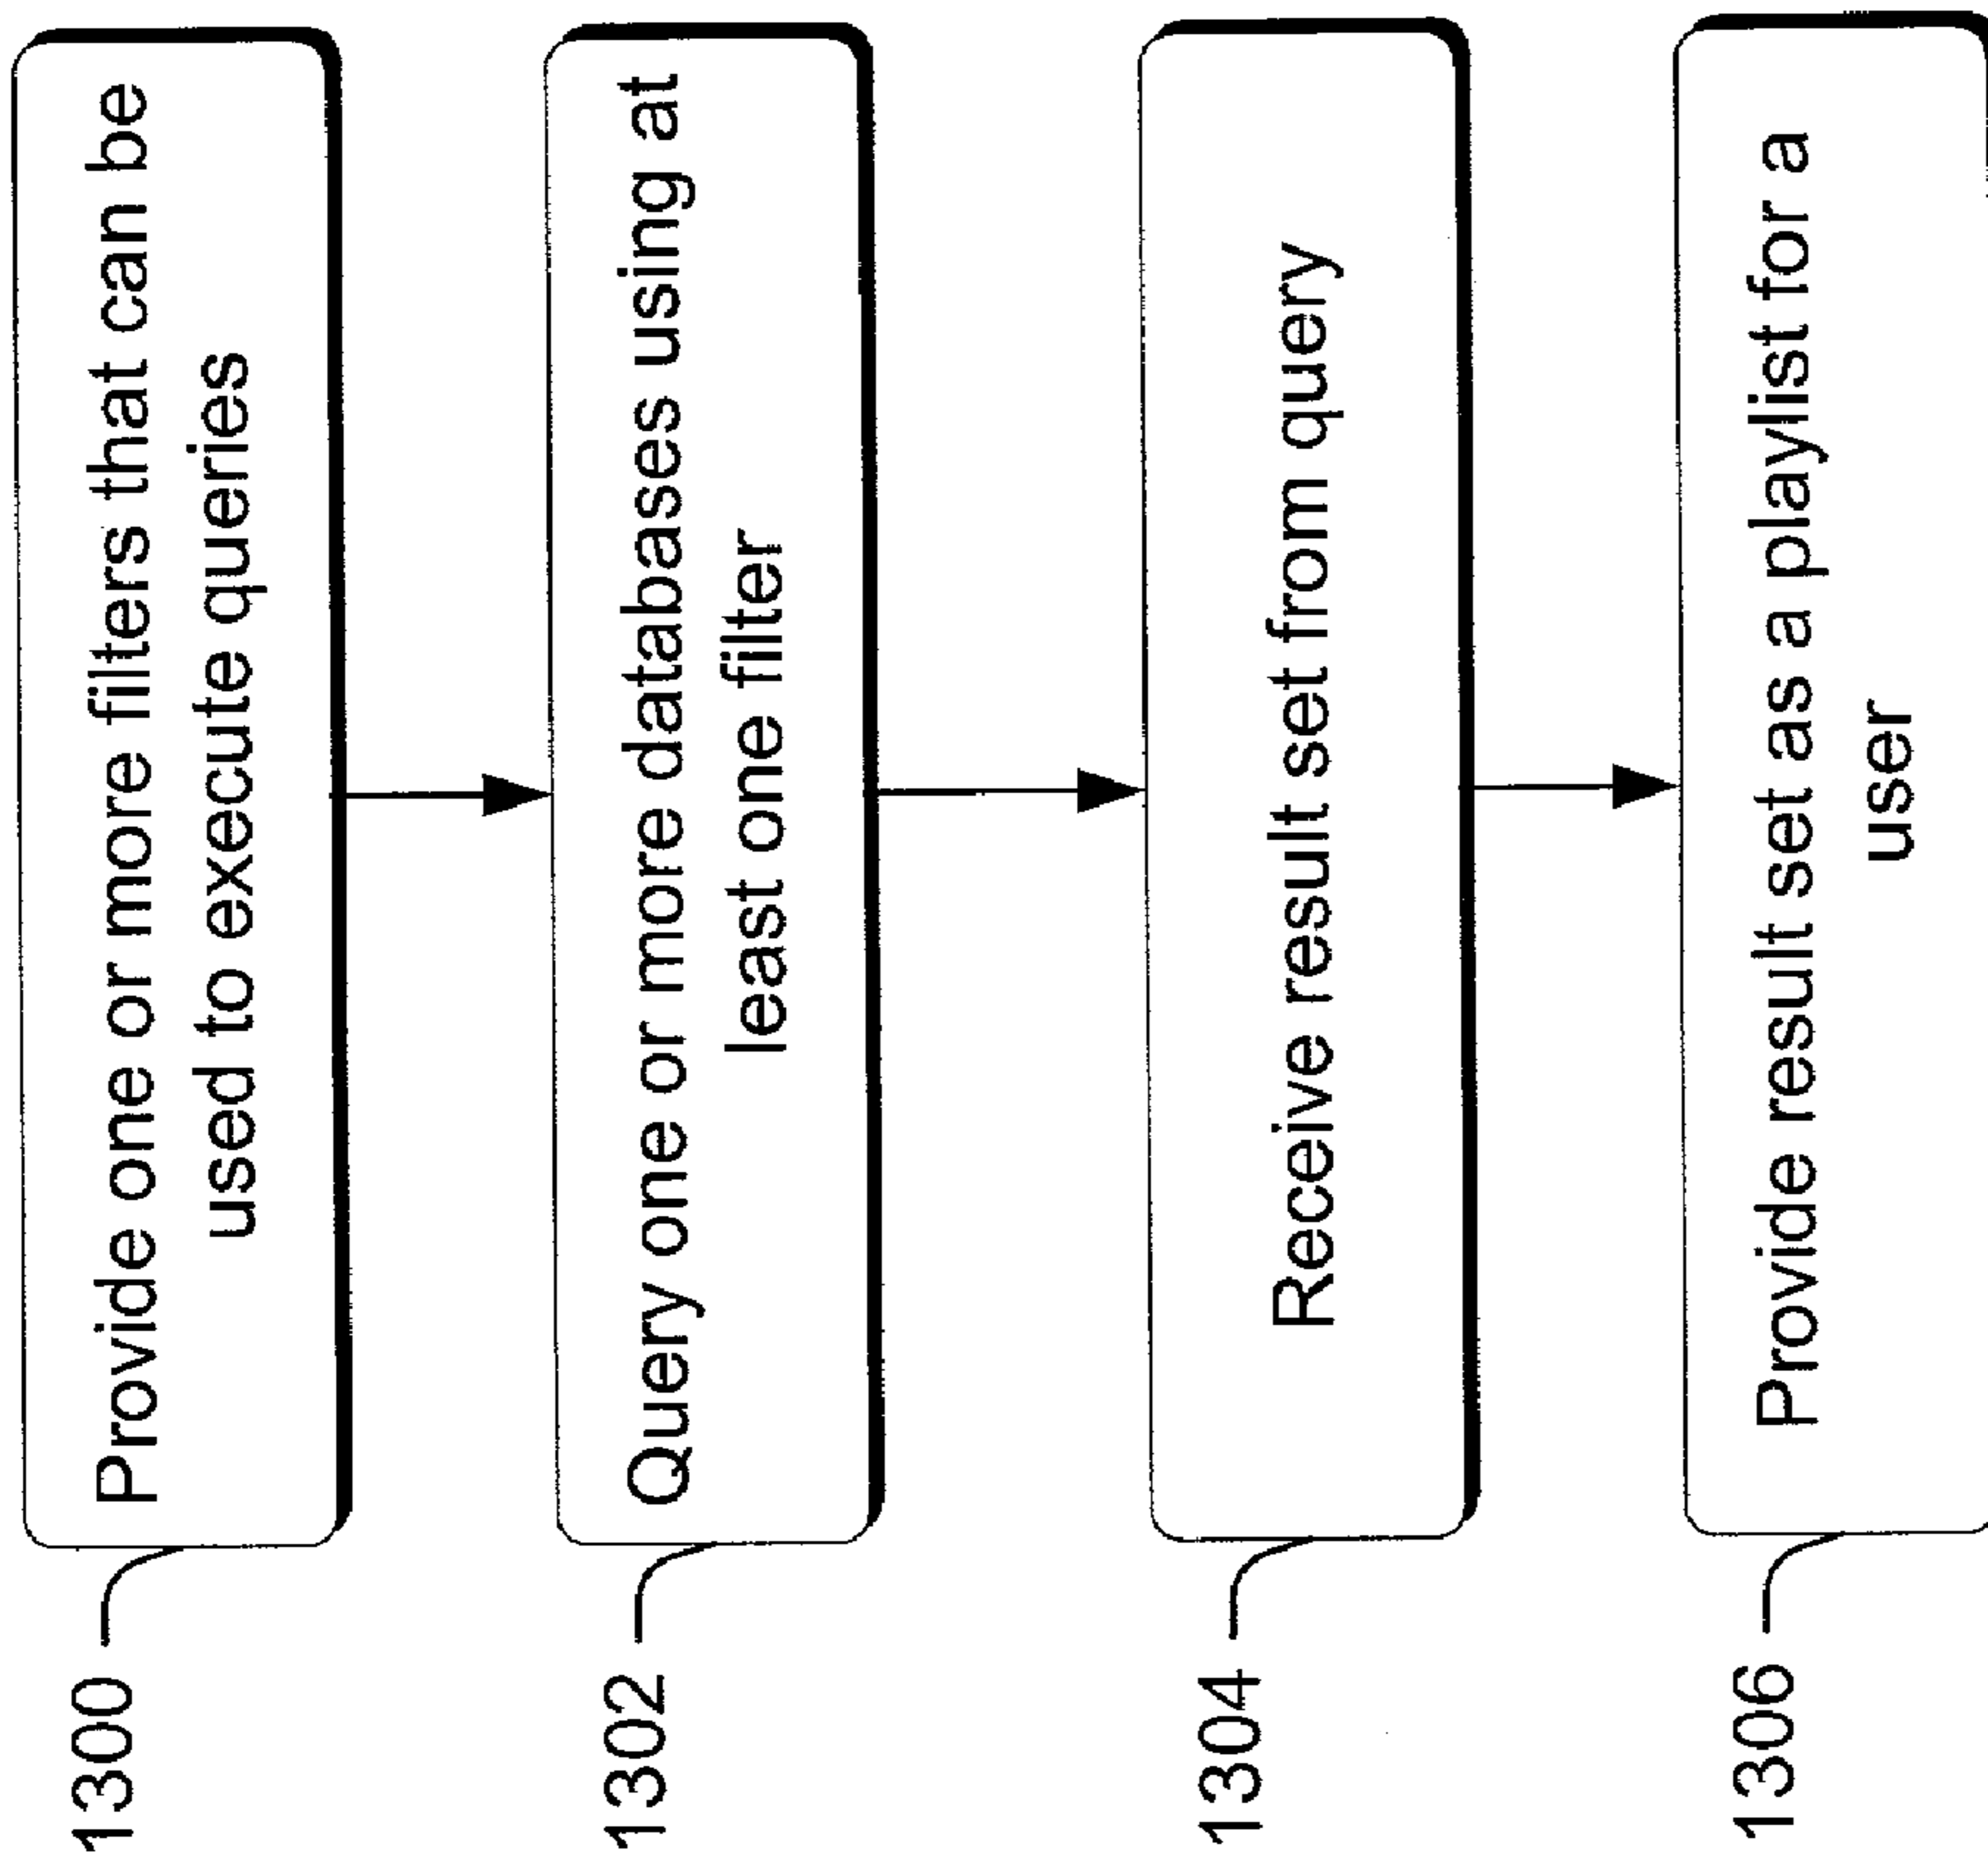 1300
Provide one or more filters that can be
used to execute queries
1302
Query one or more databases using at
least one filter
1304
Receive result set from query
1306
Provide result set as a playlist for a
user